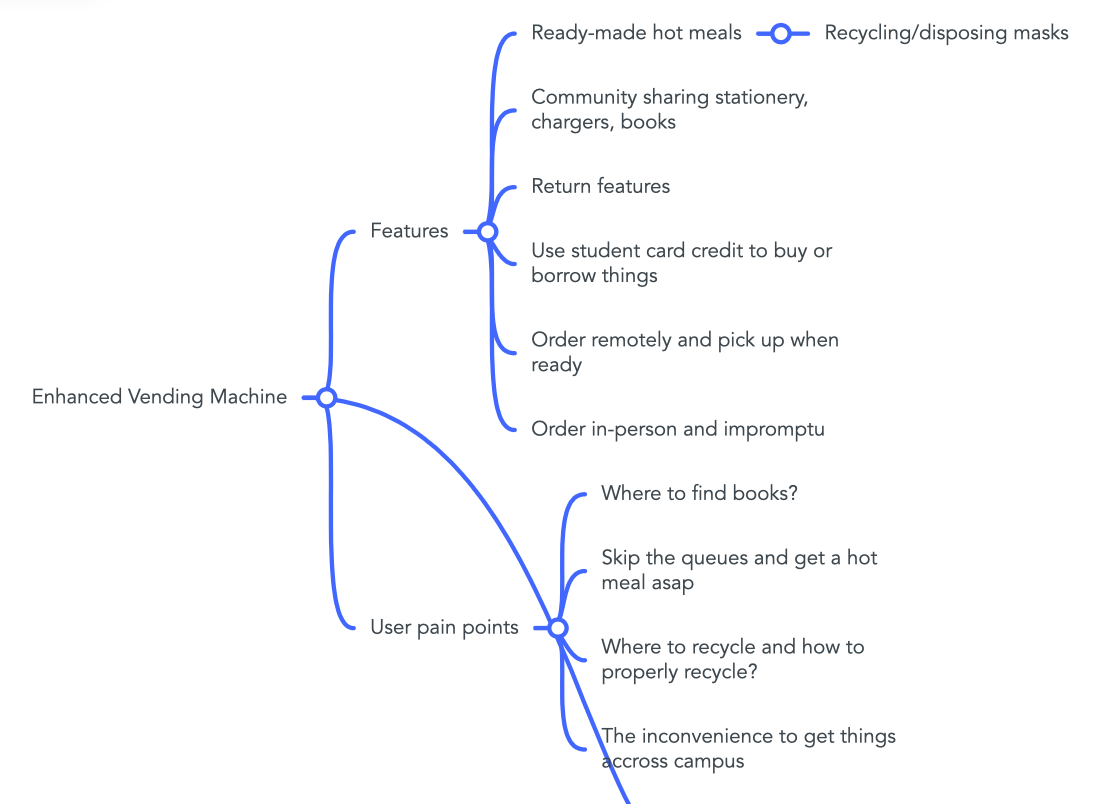 Ready-made hot meals
Recycling/disposing masks
Community sharing stationery,
chargers, books
Return features
Features
Use student card credit to buy or
borrow things
Order remotely and pick up when
ready
Enhanced Vending Machine
Order in-person and impromptu
Where to find books?
Skip the queues and get a hot
meal asap
User pain points
Where to recycle and how to
properly recycle?
The inconvenience to get things
accross campus